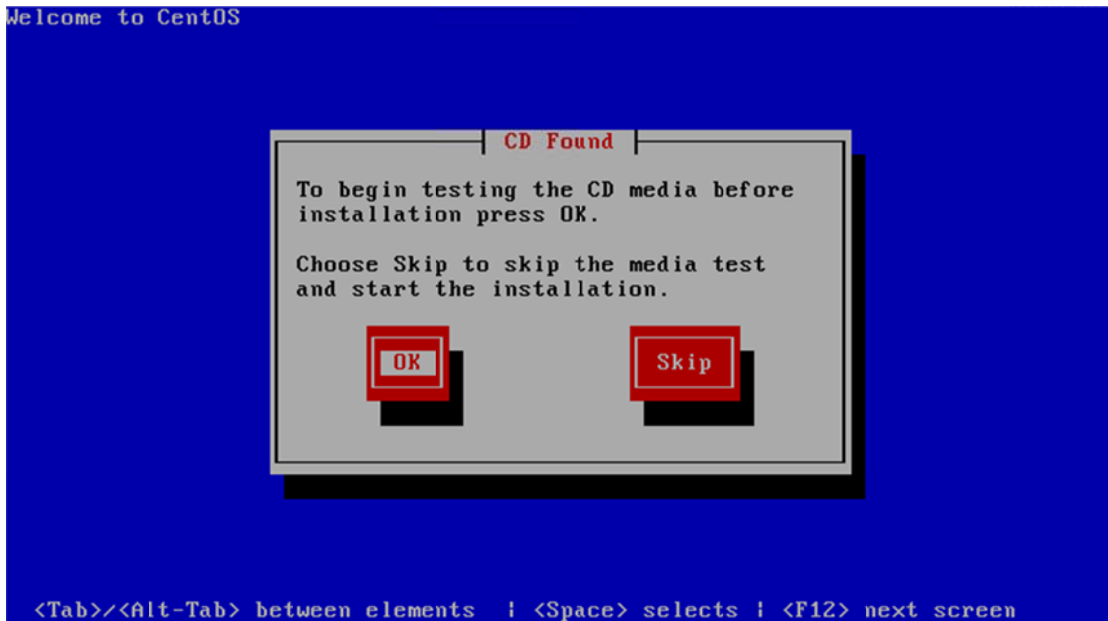 Welcome to CentOS
CD Found
To begin testing the CD media before
installation press OK.
Choose Skip to skip the media test
and start the installation.
OK Skip
<Tab>/<Alt-Tab> between elements | <Space> selects | <F12> next screen